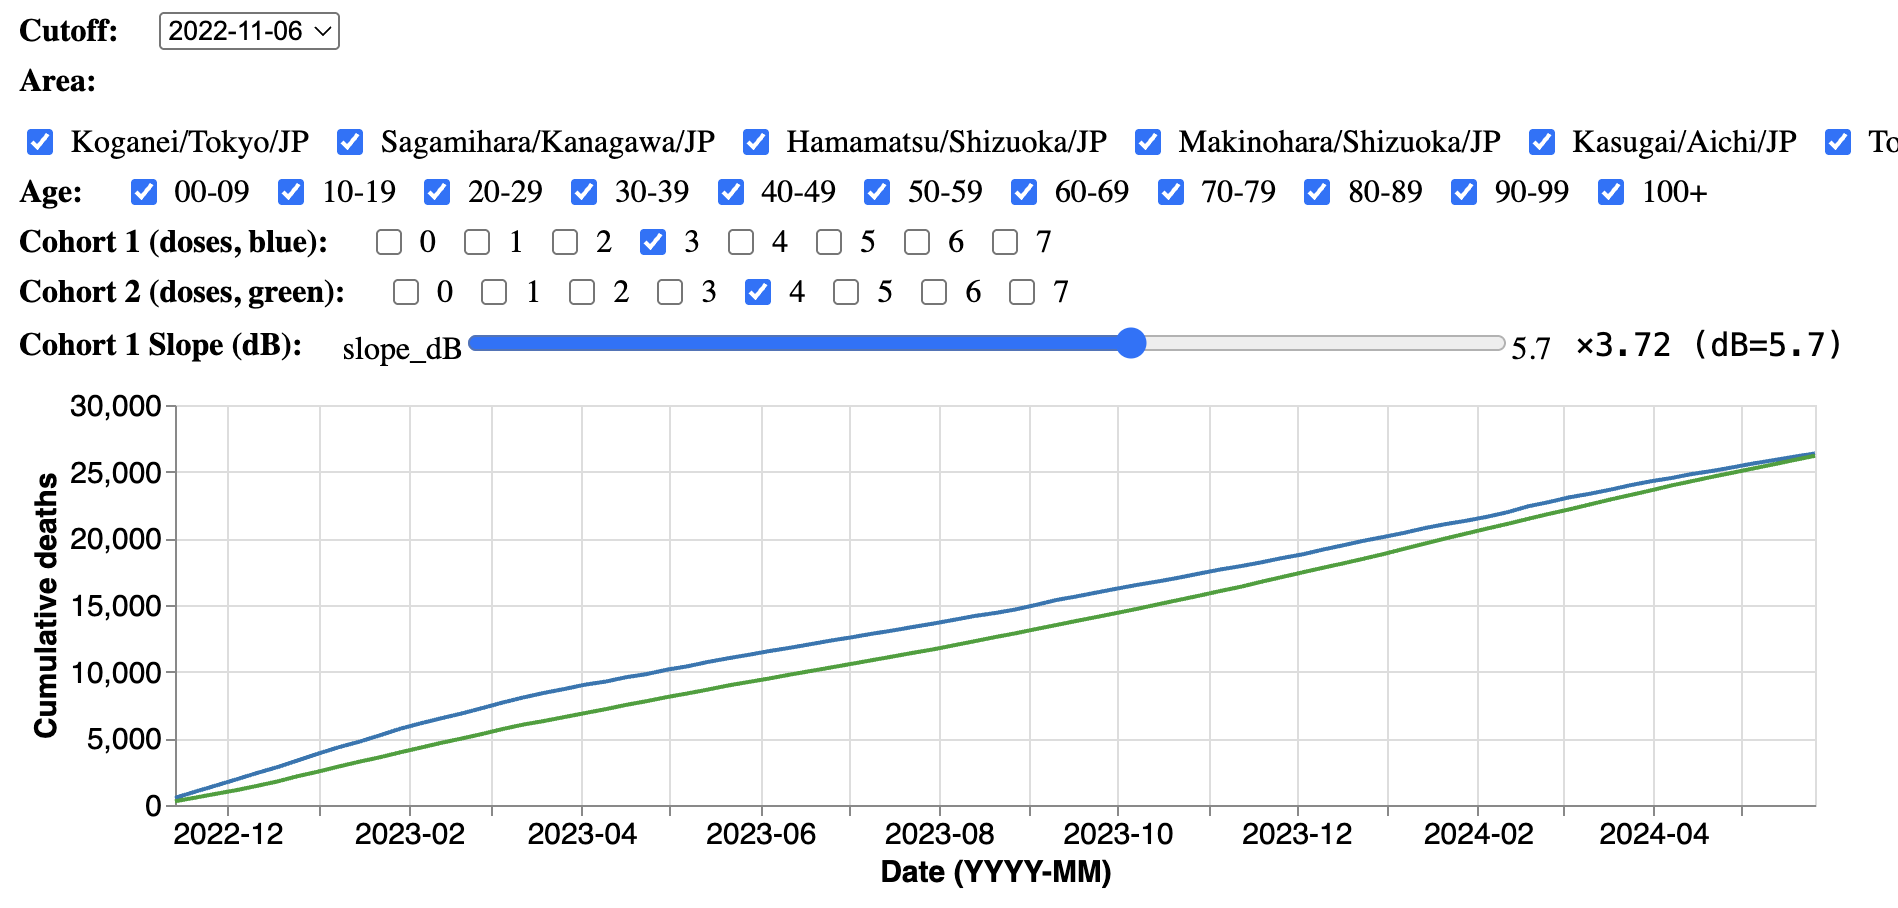 Cutoff: 2022-11-06
Area:
Koganei/Tokyo/JP Sagamihara/Kanagawa/JP Hamamatsu/Shizuoka/JP Makinohara/Shizuoka/JP Kasugai/Aichi/JP To
Age: 00-09 10-19 20-29 30-39 40-49 50-59 60-69 70-79 80-89 90-99 100+
Cohort 1 (doses, blue): 0 1 2 3 4 5 6 7
Cohort 2 (doses, green): 0 1 2 3 4 5 6 7
Cohort 1 Slope (dB): slope_dB 5.7 ×3.72 (dB=5.7)
30,000
25,000
20,000
15,000
10,000
5,000
0
Cumulative deaths
2022-12 2023-02 2023-04 2023-06 2023-08 2023-10 2023-12 2024-02 2024-04
Date (YYYY-MM)